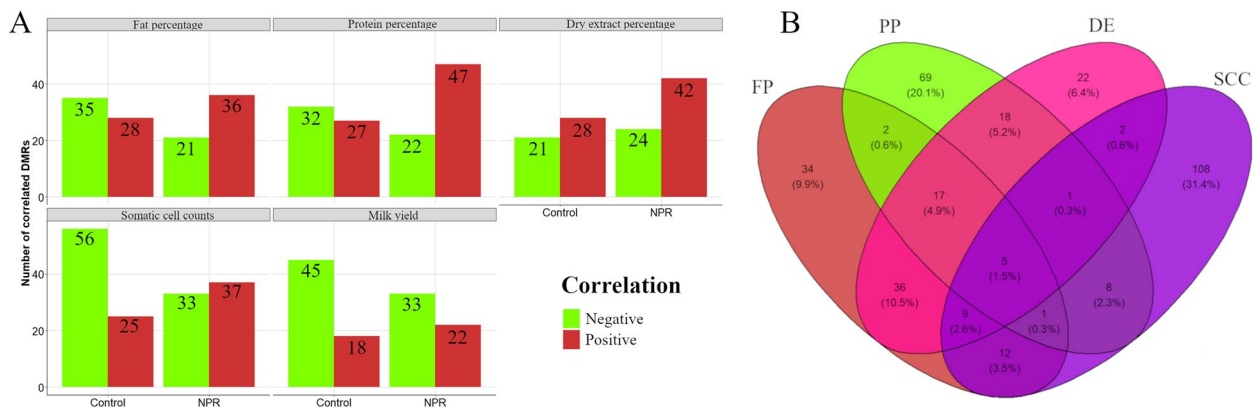 A
Fat percentage
Protein percentage
Dry extract percentage
40
20
0
35
28
21
36
32
27
22
47
21
28
24
42
Control
NPR
Somatic cell counts
Milk yield
Number of correlated DMRs
40
20
0
56
25
33
37
45
18
33
22
Control
NPR
Control
NPR
Correlation
Negative
Positive
B
FP
PP
DE
SCC
69
(20.1%)
22
(6.4%)
2
(0.6%)
18
(5.2%)
2
(0.6%)
34
(9.9%)
108
(31.4%)
17
(4.9%)
1
(0.3%)
5
(1.5%)
36
(10.5%)
8
(2.3%)
9
(2.6%)
1
(0.3%)
12
(3.5%)